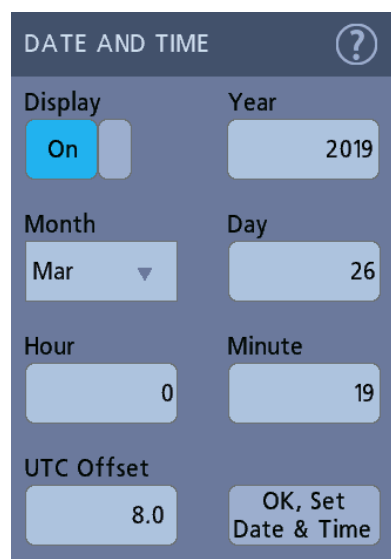 DATE AND TIME ?
Display Year
On 2019
Month Day
Mar 26
Hour Minute
0 19
UTC Offset
8.0
OK, Set
Date & Time